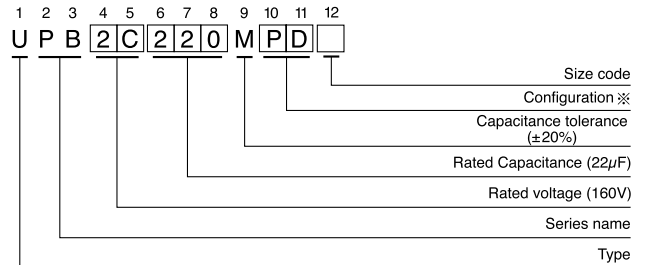 1 2 3 4 5 6 7 8 9 10 11 12
U P B 2 C 2 2 0 M P D
Size code
Configuration ※
Capacitance tolerance
(±20%)
Rated Capacitance (22µF)
Rated voltage (160V)
Series name
Type